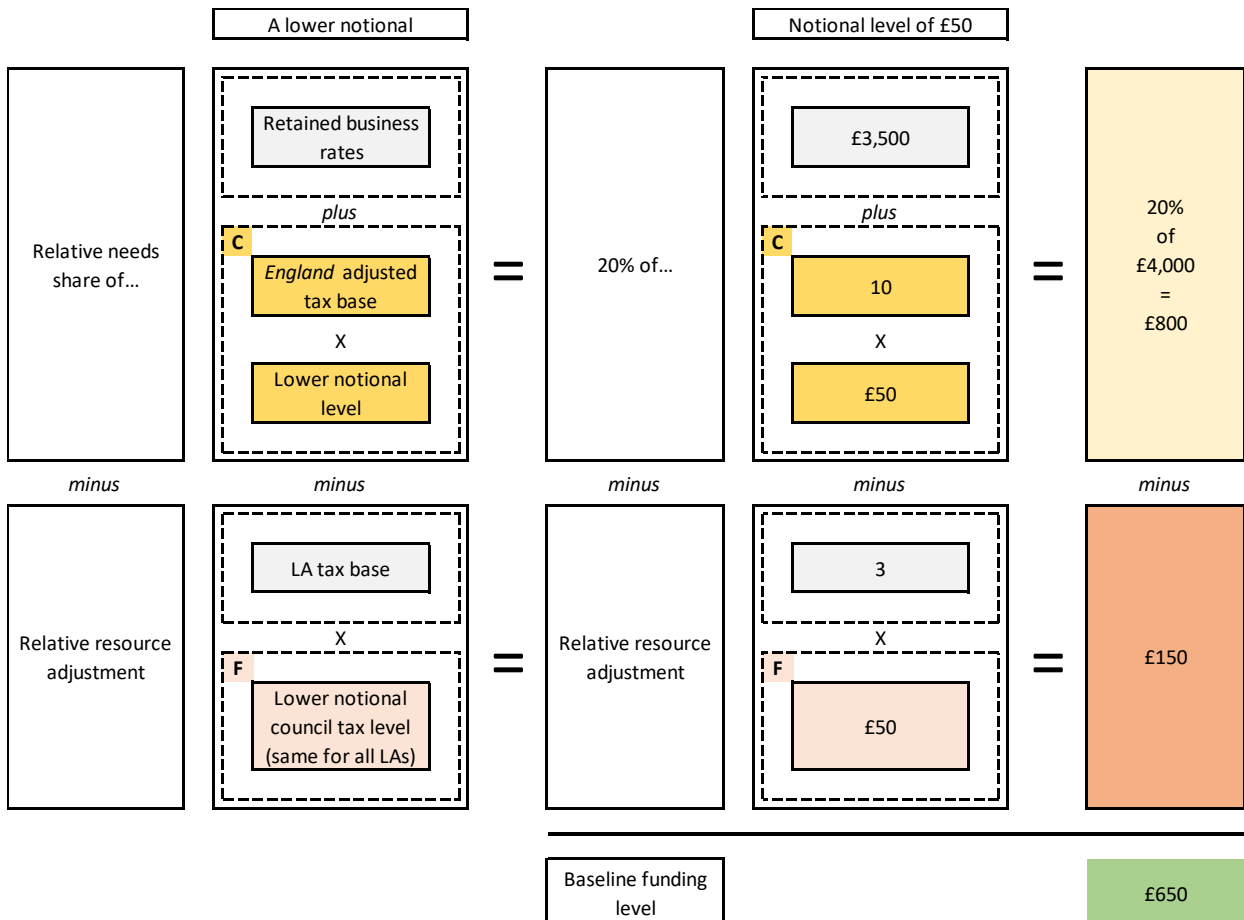 A lower notional
Notional level of £50
Relative needs
share of...
Retained business
rates
plus
C
England adjusted
tax base
X
Lower notional
level
=
20% of...
£3,500
plus
C
10
X
£50
=
20%
of
£4,000
=
£800
minus
minus
minus
minus
minus
Relative resource
adjustment
LA tax base
X
F
Lower notional
council tax level
(same for all LAs)
=
Relative resource
adjustment
3
X
F
£50
=
£150
Baseline funding
level
£650